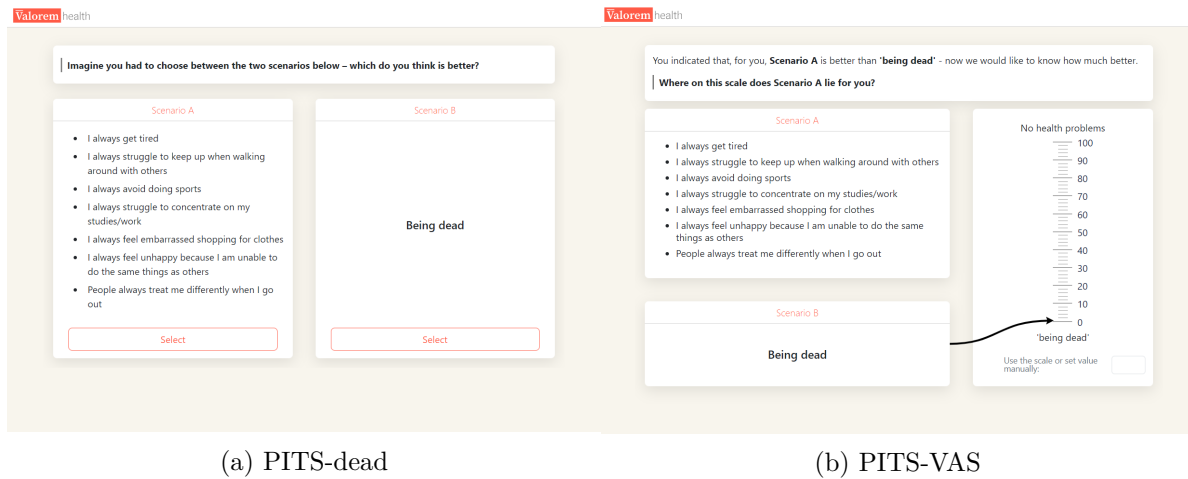 Valorem health
Imagine you had to choose between the two scenarios below – which do you think is better?
Scenario A
• I always get tired
• I always struggle to keep up when walking
around with others
• I always avoid doing sports
• I always struggle to concentrate on my
studies/work
• I always feel embarrassed shopping for clothes
• I always feel unhappy because I am unable to
do the same things as others
• People always treat me differently when I go
out
Select
Scenario B
Being dead
Select
(a) PITS-dead
Valorem health
You indicated that, for you, Scenario A is better than 'being dead' - now we would like to know how much better.
Where on this scale does Scenario A lie for you?
Scenario A
• I always get tired
• I always struggle to keep up when walking around with others
• I always avoid doing sports
• I always struggle to concentrate on my studies/work
• I always feel embarrassed shopping for clothes
• I always feel unhappy because I am unable to do the same
things as others
• People always treat me differently when I go out
Scenario B
Being dead
No health problems
100
90
80
70
60
50
40
30
20
10
0
'being dead'
Use the scale or set value
manually:
(b) PITS-VAS